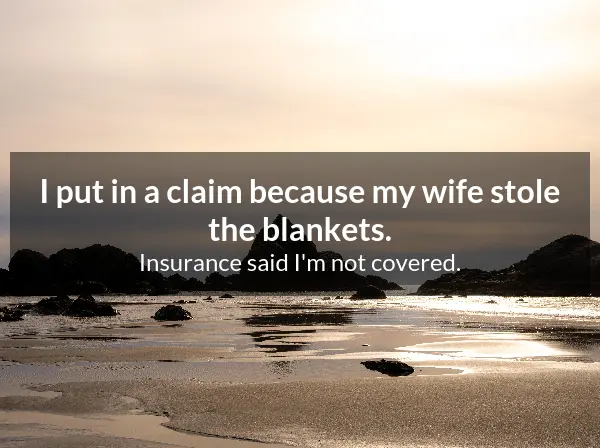 I put in a claim because my wife stole
the blankets.
Insurance said I'm not covered.